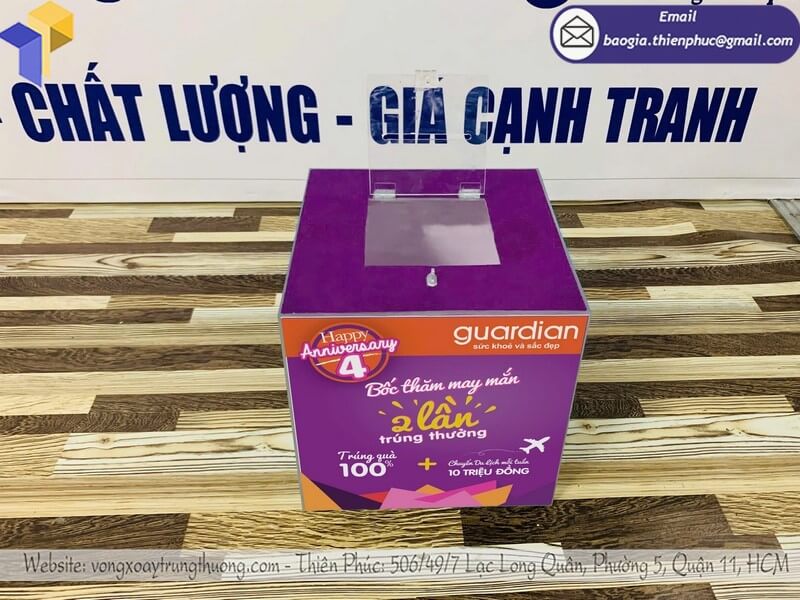 Email
baogia.thienphuc@gmail.com
CHẤT LƯỢNG - GIÁ CẠNH TRANH
Happy
Anniversary
4
guardian
sức khoẻ và sắc đẹp
Bốc thăm may mắn
2 lần
trúng thưởng
Trúng quà
100%
+
Chuyến Du lịch mỗi tuần
10 TRIỆU ĐỒNG
Website: vongxoaytrungthuong.com - Thiên Phúc: 506/49/7 Lạc Long Quân, Phường 5, Quận 11, HCM